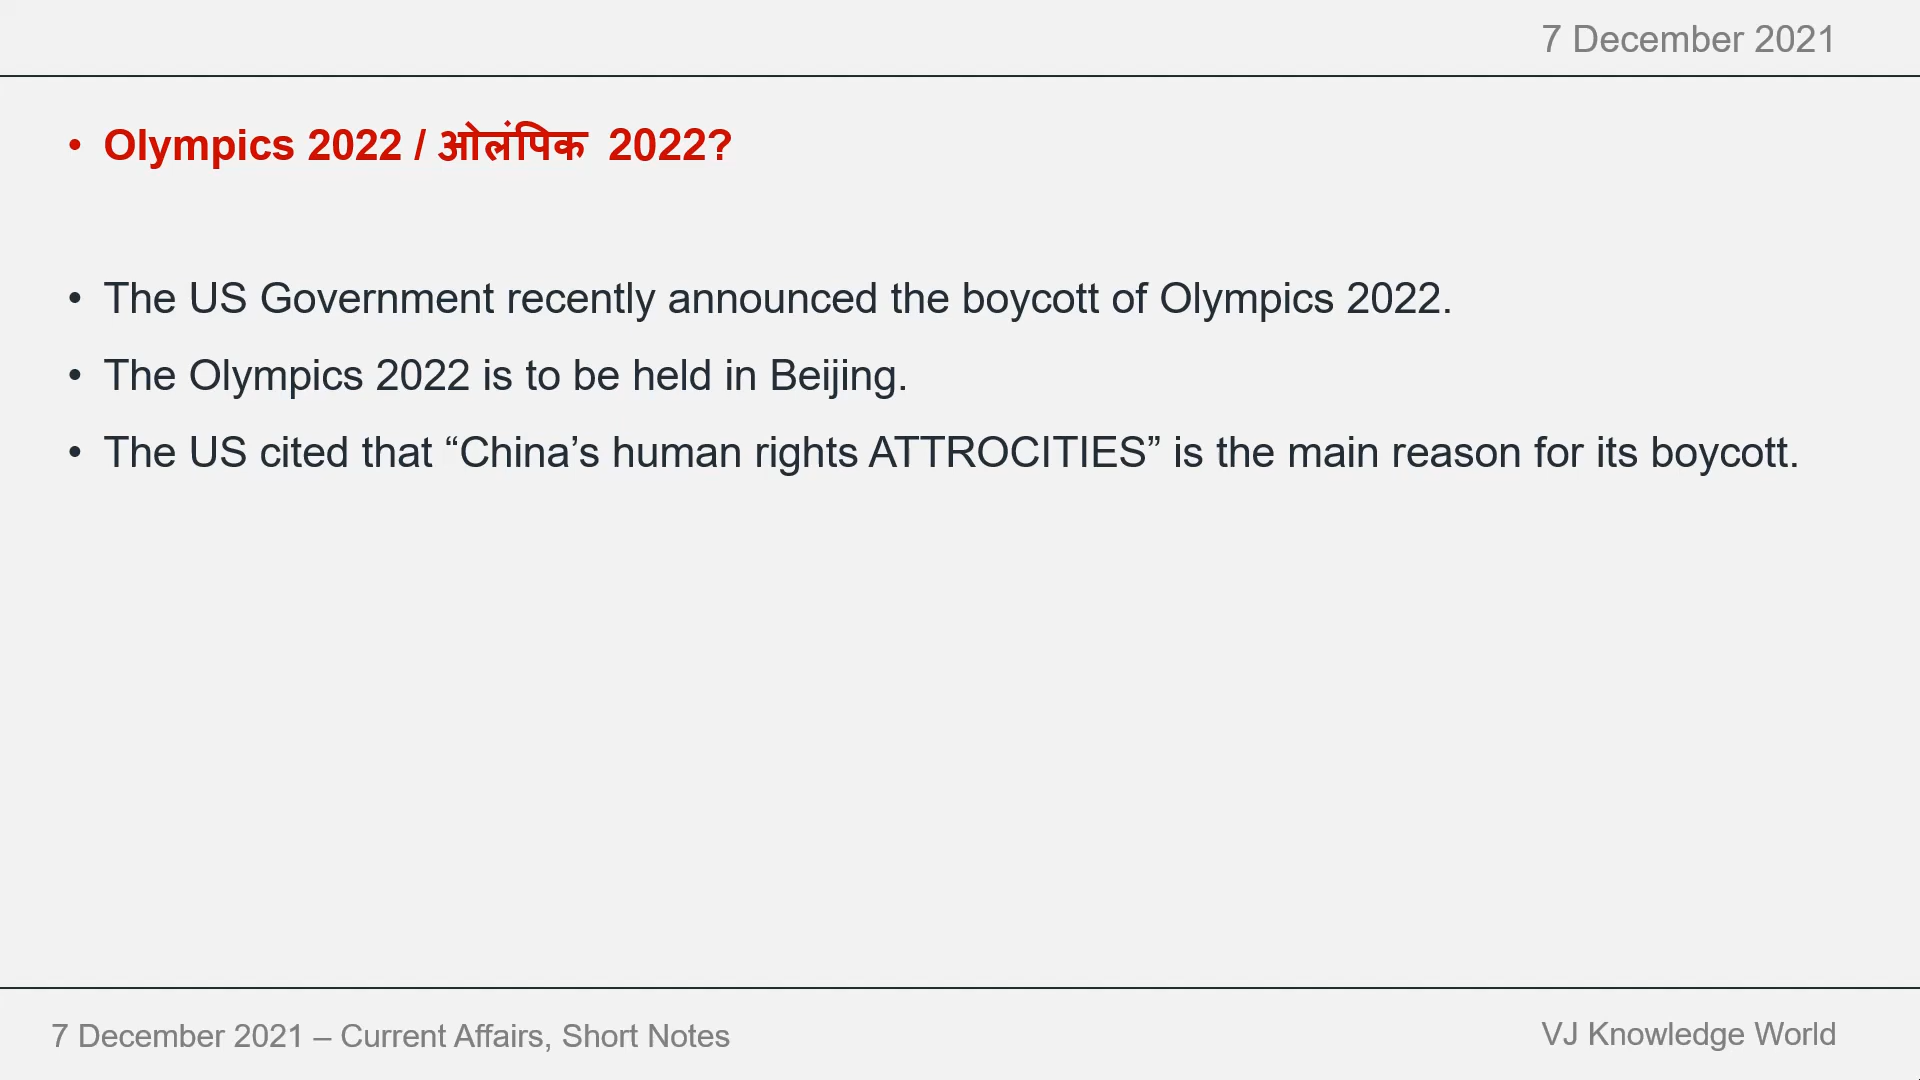 7 December 2021
• Olympics 2022 / ओलंपिक 2022?
• The US Government recently announced the boycott of Olympics 2022.
• The Olympics 2022 is to be held in Beijing.
• The US cited that “China’s human rights ATTROCITIES” is the main reason for its boycott.
7 December 2021 – Current Affairs, Short Notes
VJ Knowledge World